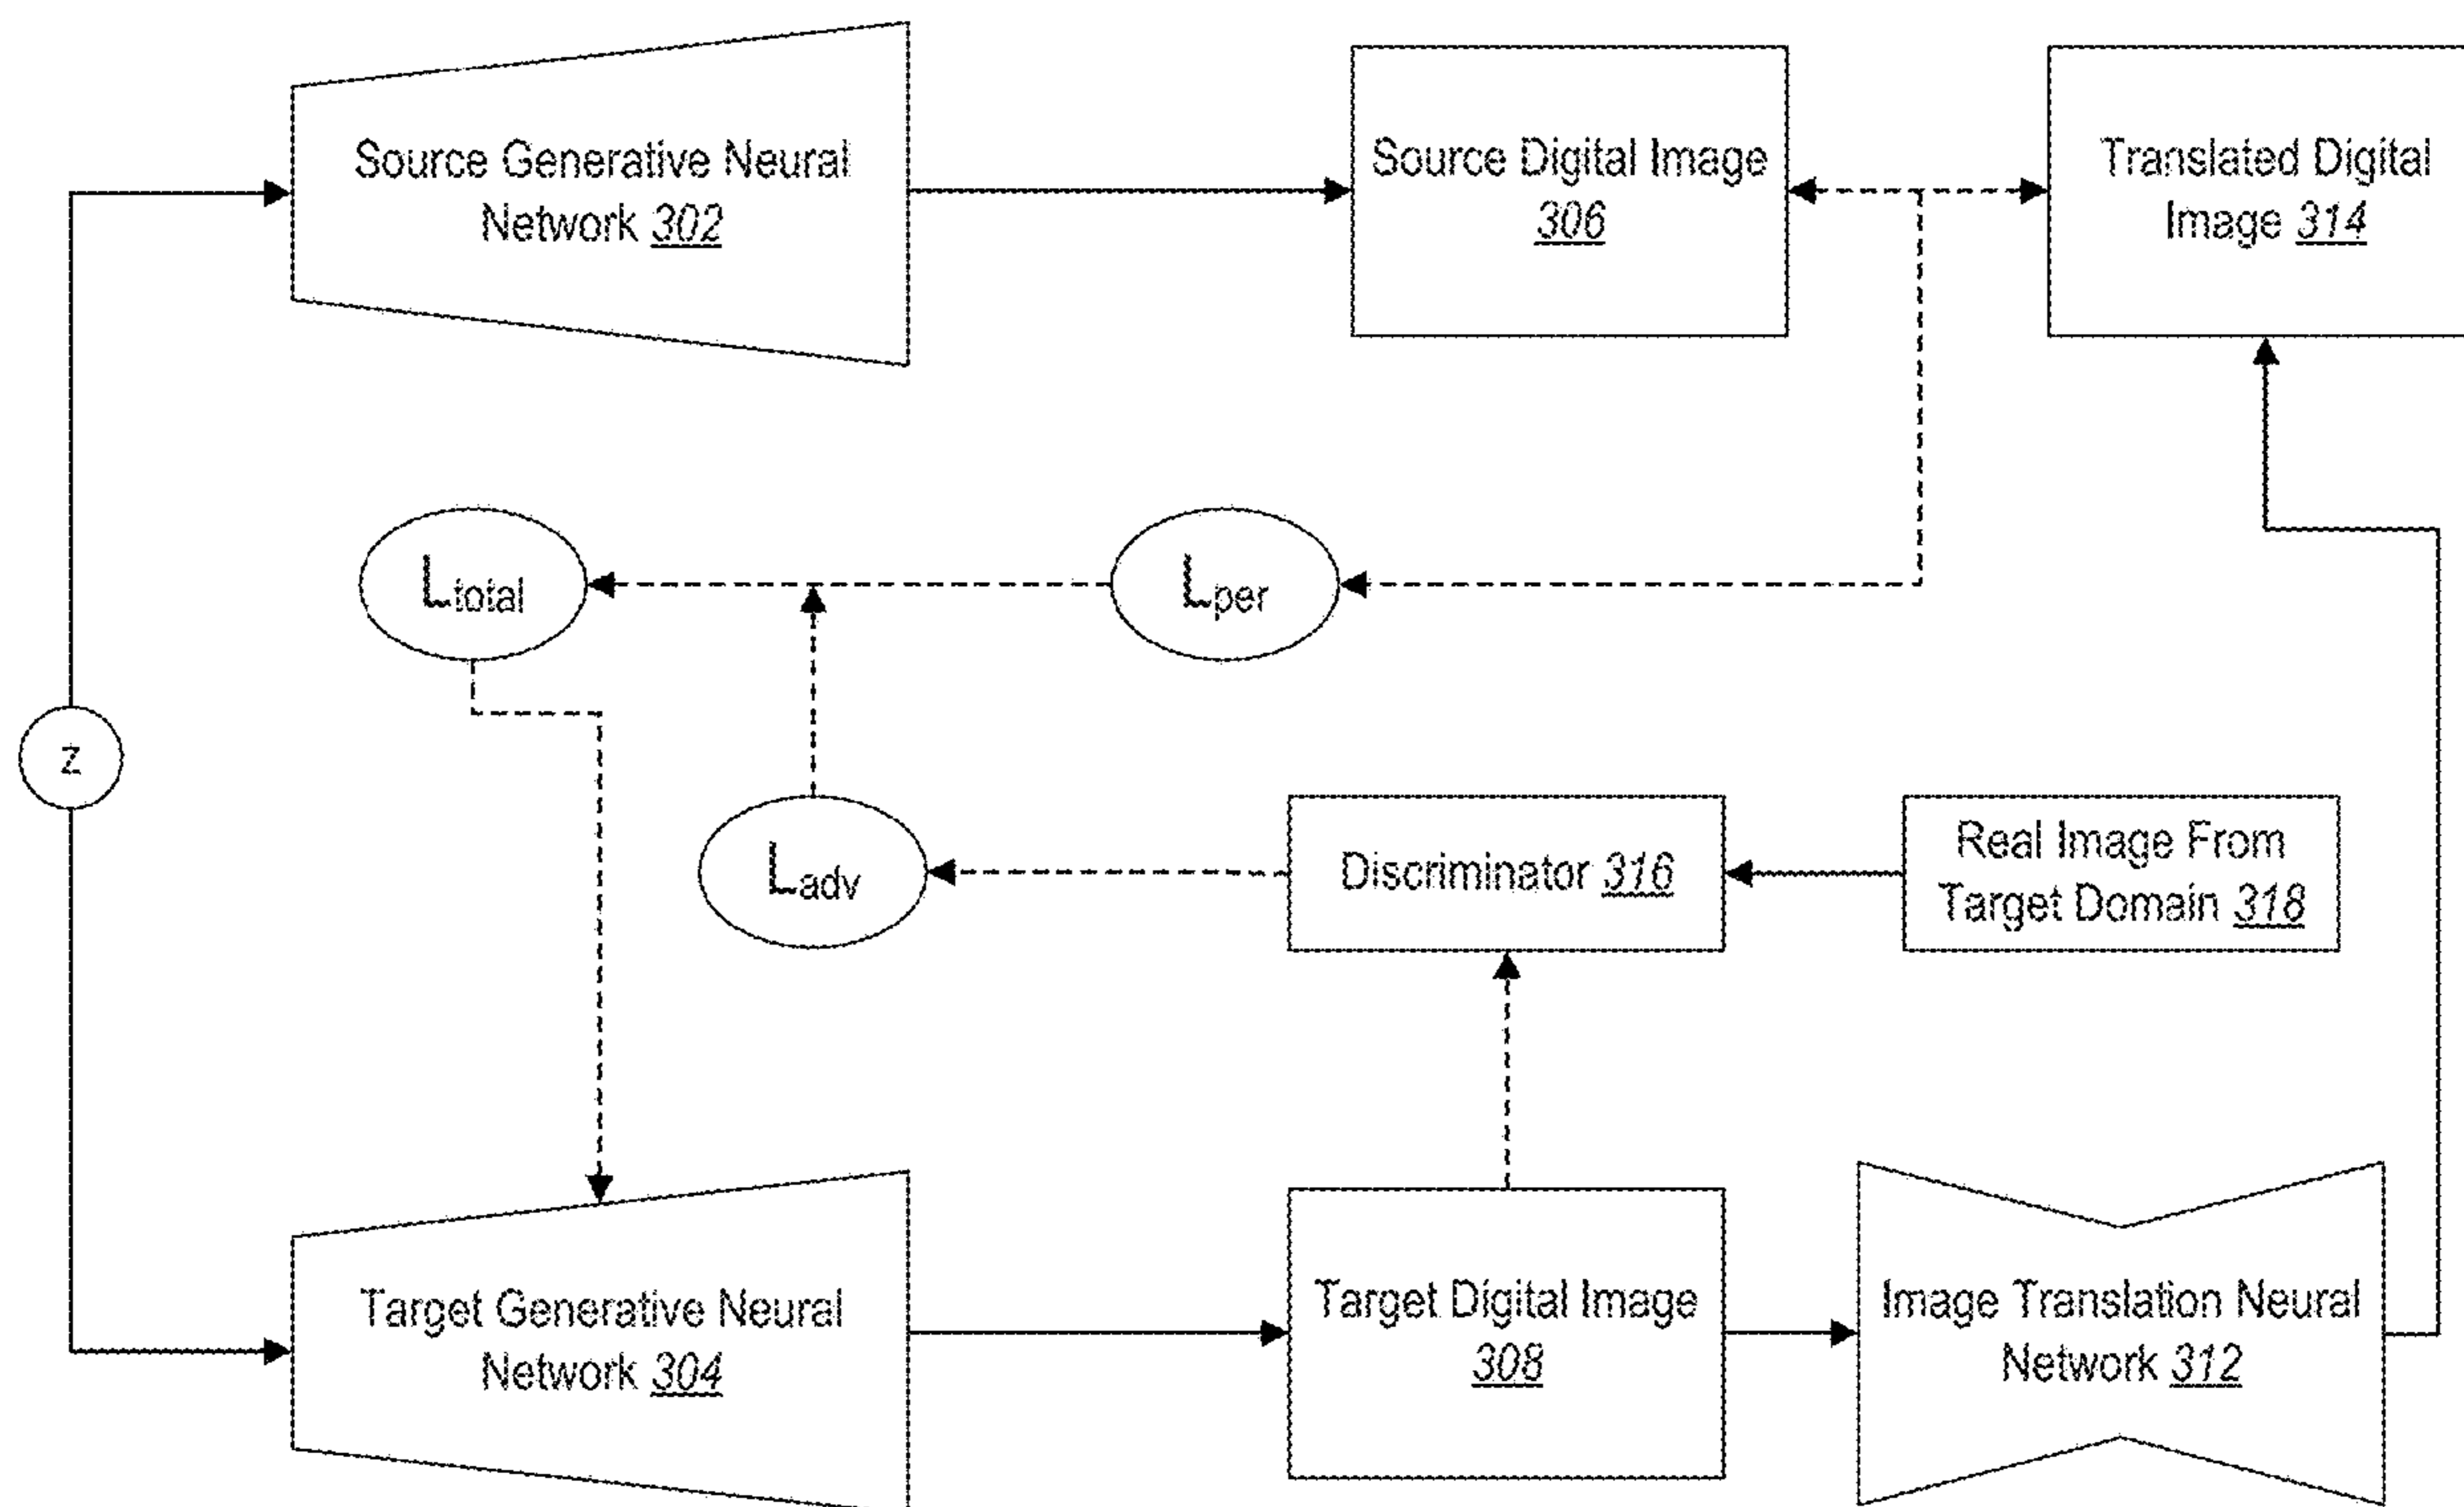 Source Generative Neural
Network 302
Source Digital Image
306
Translated Digital
Image 314
Ltotal
Lper
z
Ladv
Discriminator 316
Real Image From
Target Domain 318
Target Generative Neural
Network 304
Target Digital Image
308
Image Translation Neural
Network 312